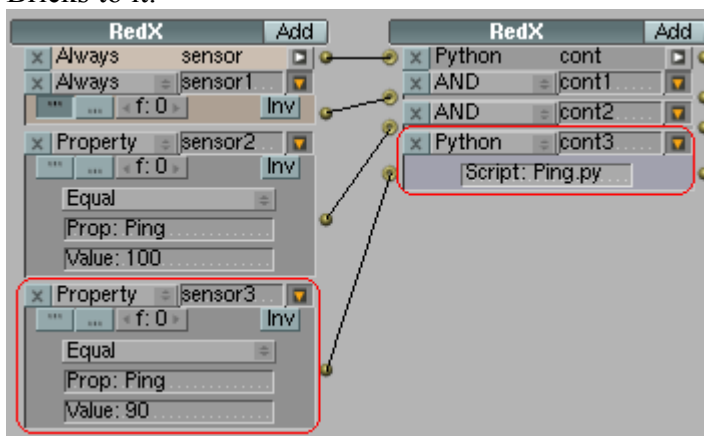 Bricks to it.
RedX Add
Always sensor
Always sensor1
f: 0 Inv
Property sensor2
f: 0 Inv
Equal
Prop: Ping
Value: 100
Property sensor3
f: 0 Inv
Equal
Prop: Ping
Value: 90
RedX Add
Python cont
AND cont1
AND cont2
Python cont3
Script: Ping.py